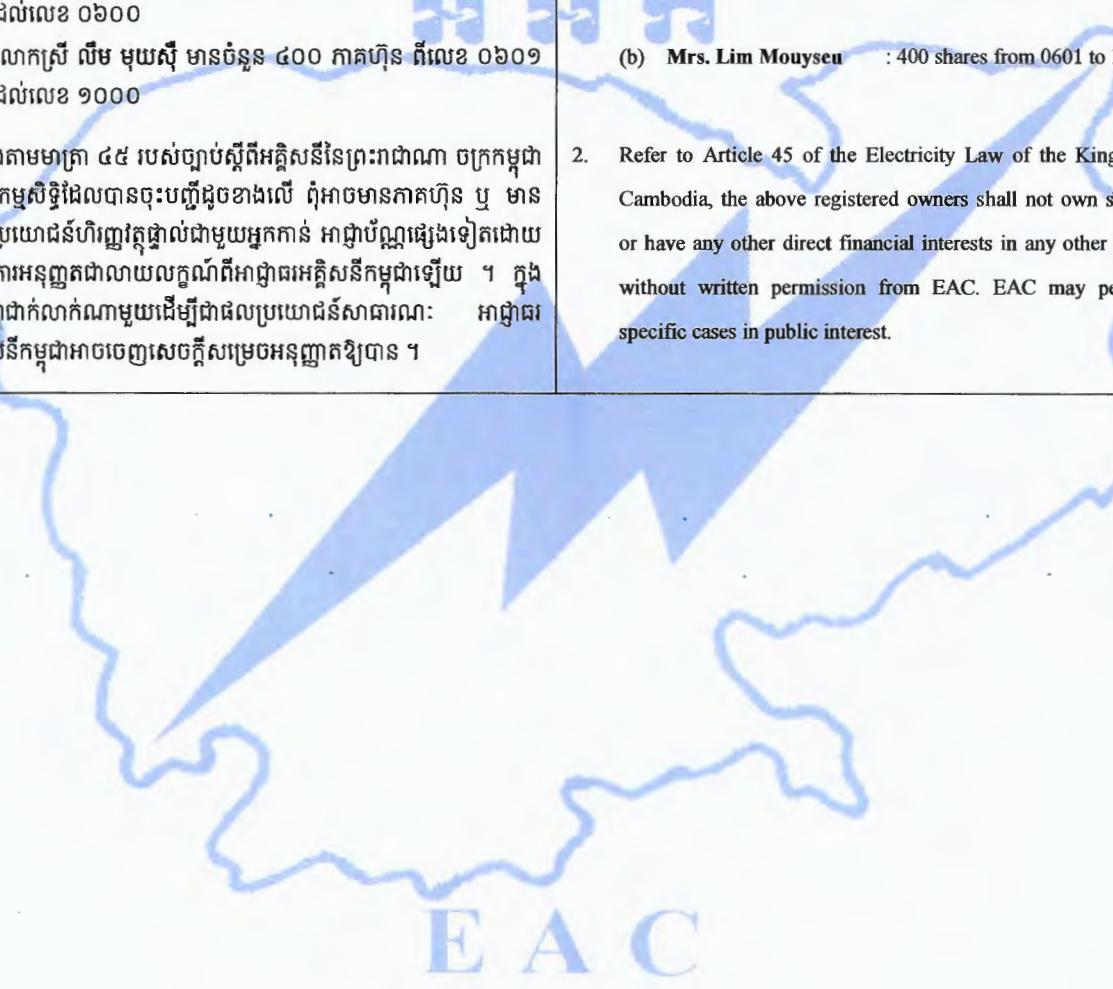 ដល់លេខ ០៦០០
លោកស្រី លឹម មុយស៊ឺ មានចំនួន ៤០០ ភាគហ៊ុន ពីលេខ ០៦០១
ដល់លេខ ១០០០
តាមមាត្រា ៤៥ របស់ច្បាប់ស្តីពីអគ្គិសនីនៃព្រះរាជាណា ចក្រកម្ពុជា
កម្មសិទ្ធិដែលបានចុះបញ្ជីដូចខាងលើ ពុំអាចមានភាគហ៊ុន ឬ មាន
ប្រយោជន៍ហិរញ្ញវត្ថុផ្ទាល់ជាមួយអ្នកកាន់ អាជ្ញាប័ណ្ណផ្សេងទៀតដោយ
ការអនុញ្ញតជាលាយលក្ខណ៍ពីអាជ្ញាធរអគ្គិសនីកម្ពុជាឡើយ ។ ក្នុង
ជាក់លាក់ណាមួយដើម្បីជាផលប្រយោជន៍សាធារណៈ អាជ្ញាធរ
សនីកម្ពុជាអាចចេញសេចក្តីសម្រេចអនុញ្ញាតឱ្យបាន ។
(b) Mrs. Lim Mouyseu : 400 shares from 0601 to
2. Refer to Article 45 of the Electricity Law of the King
Cambodia, the above registered owners shall not own s
or have any other direct financial interests in any other
without written permission from EAC. EAC may pe
specific cases in public interest.
E A C